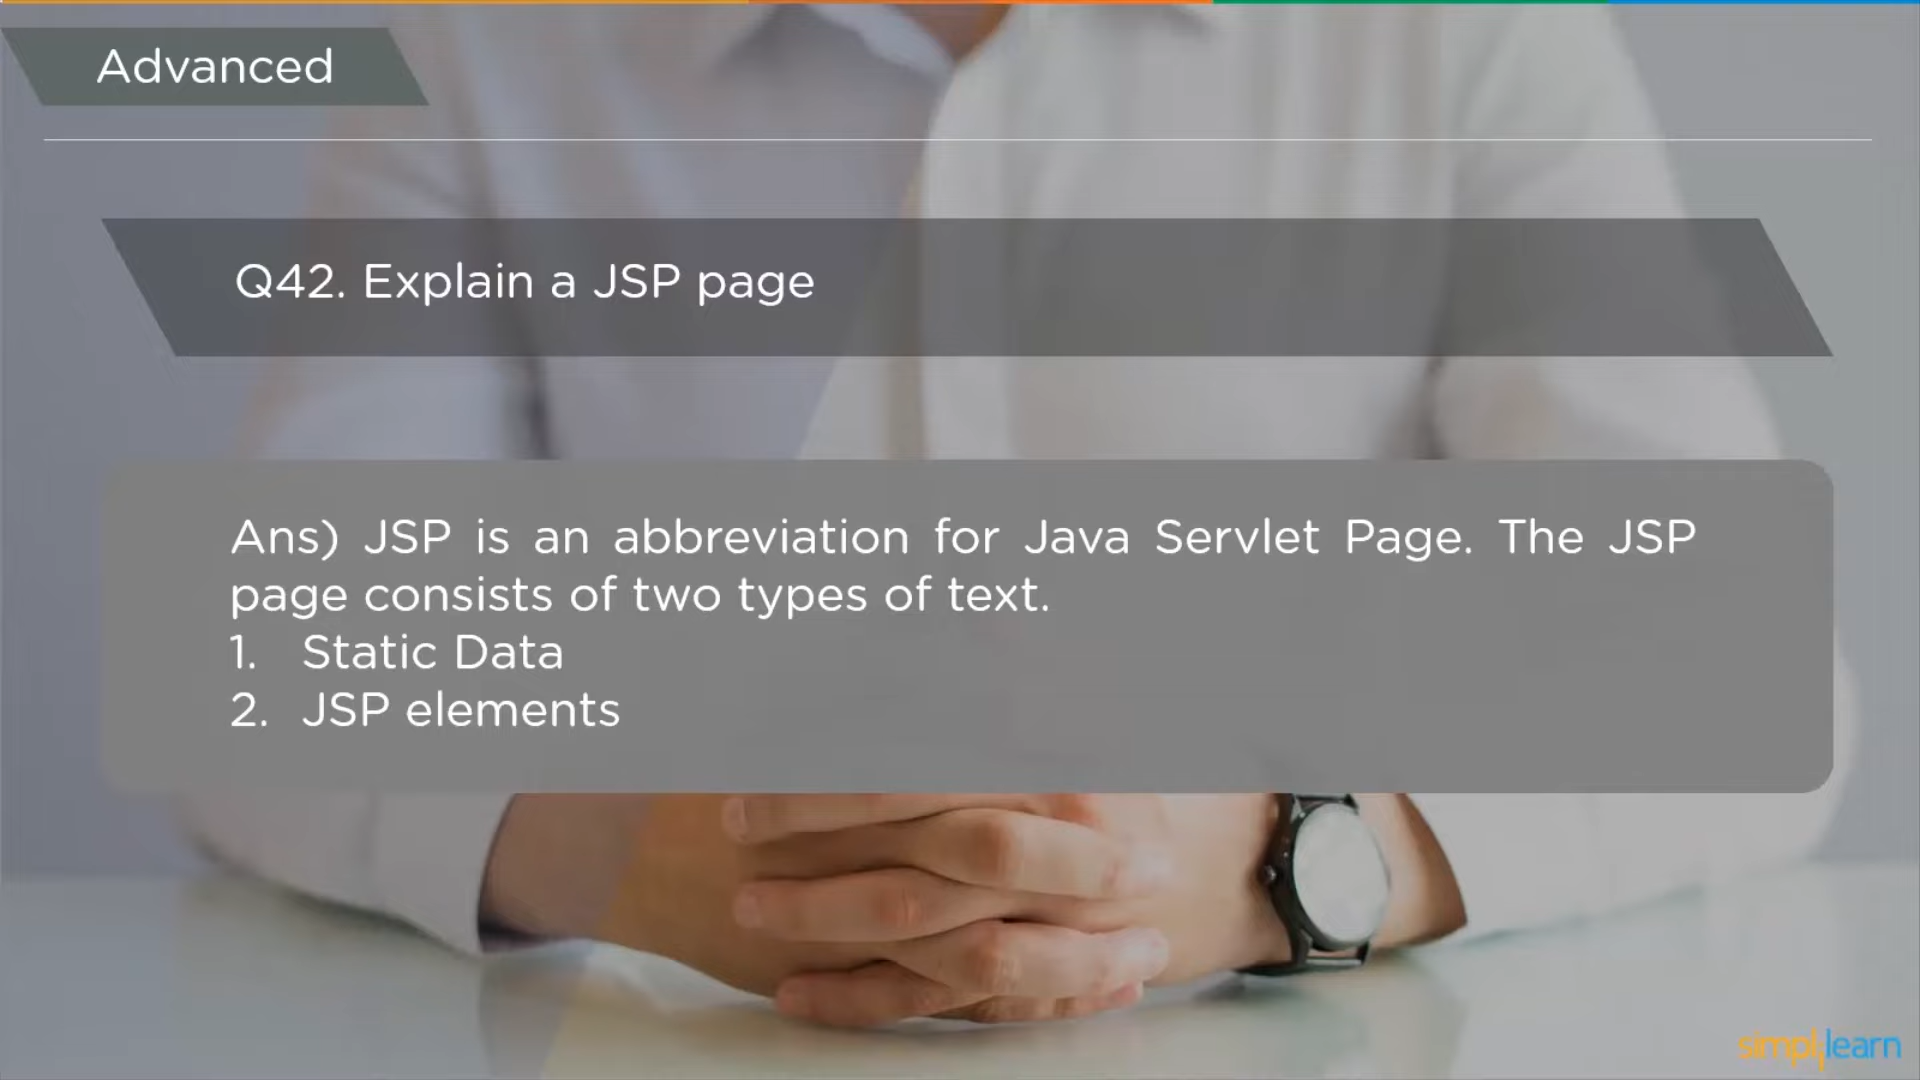 Advanced
Q42. Explain a JSP page
Ans) JSP is an abbreviation for Java Servlet Page. The JSP
page consists of two types of text.
1. Static Data
2. JSP elements
simplilearn